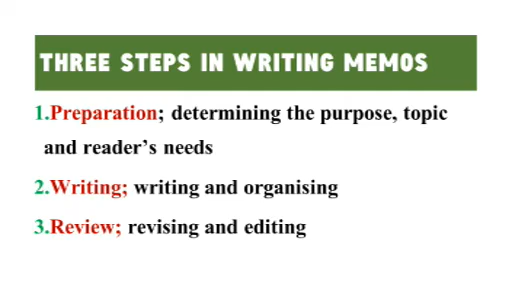 THREE STEPS IN WRITING MEMOS
1.Preparation; determining the purpose, topic
and reader’s needs
2.Writing; writing and organising
3.Review; revising and editing